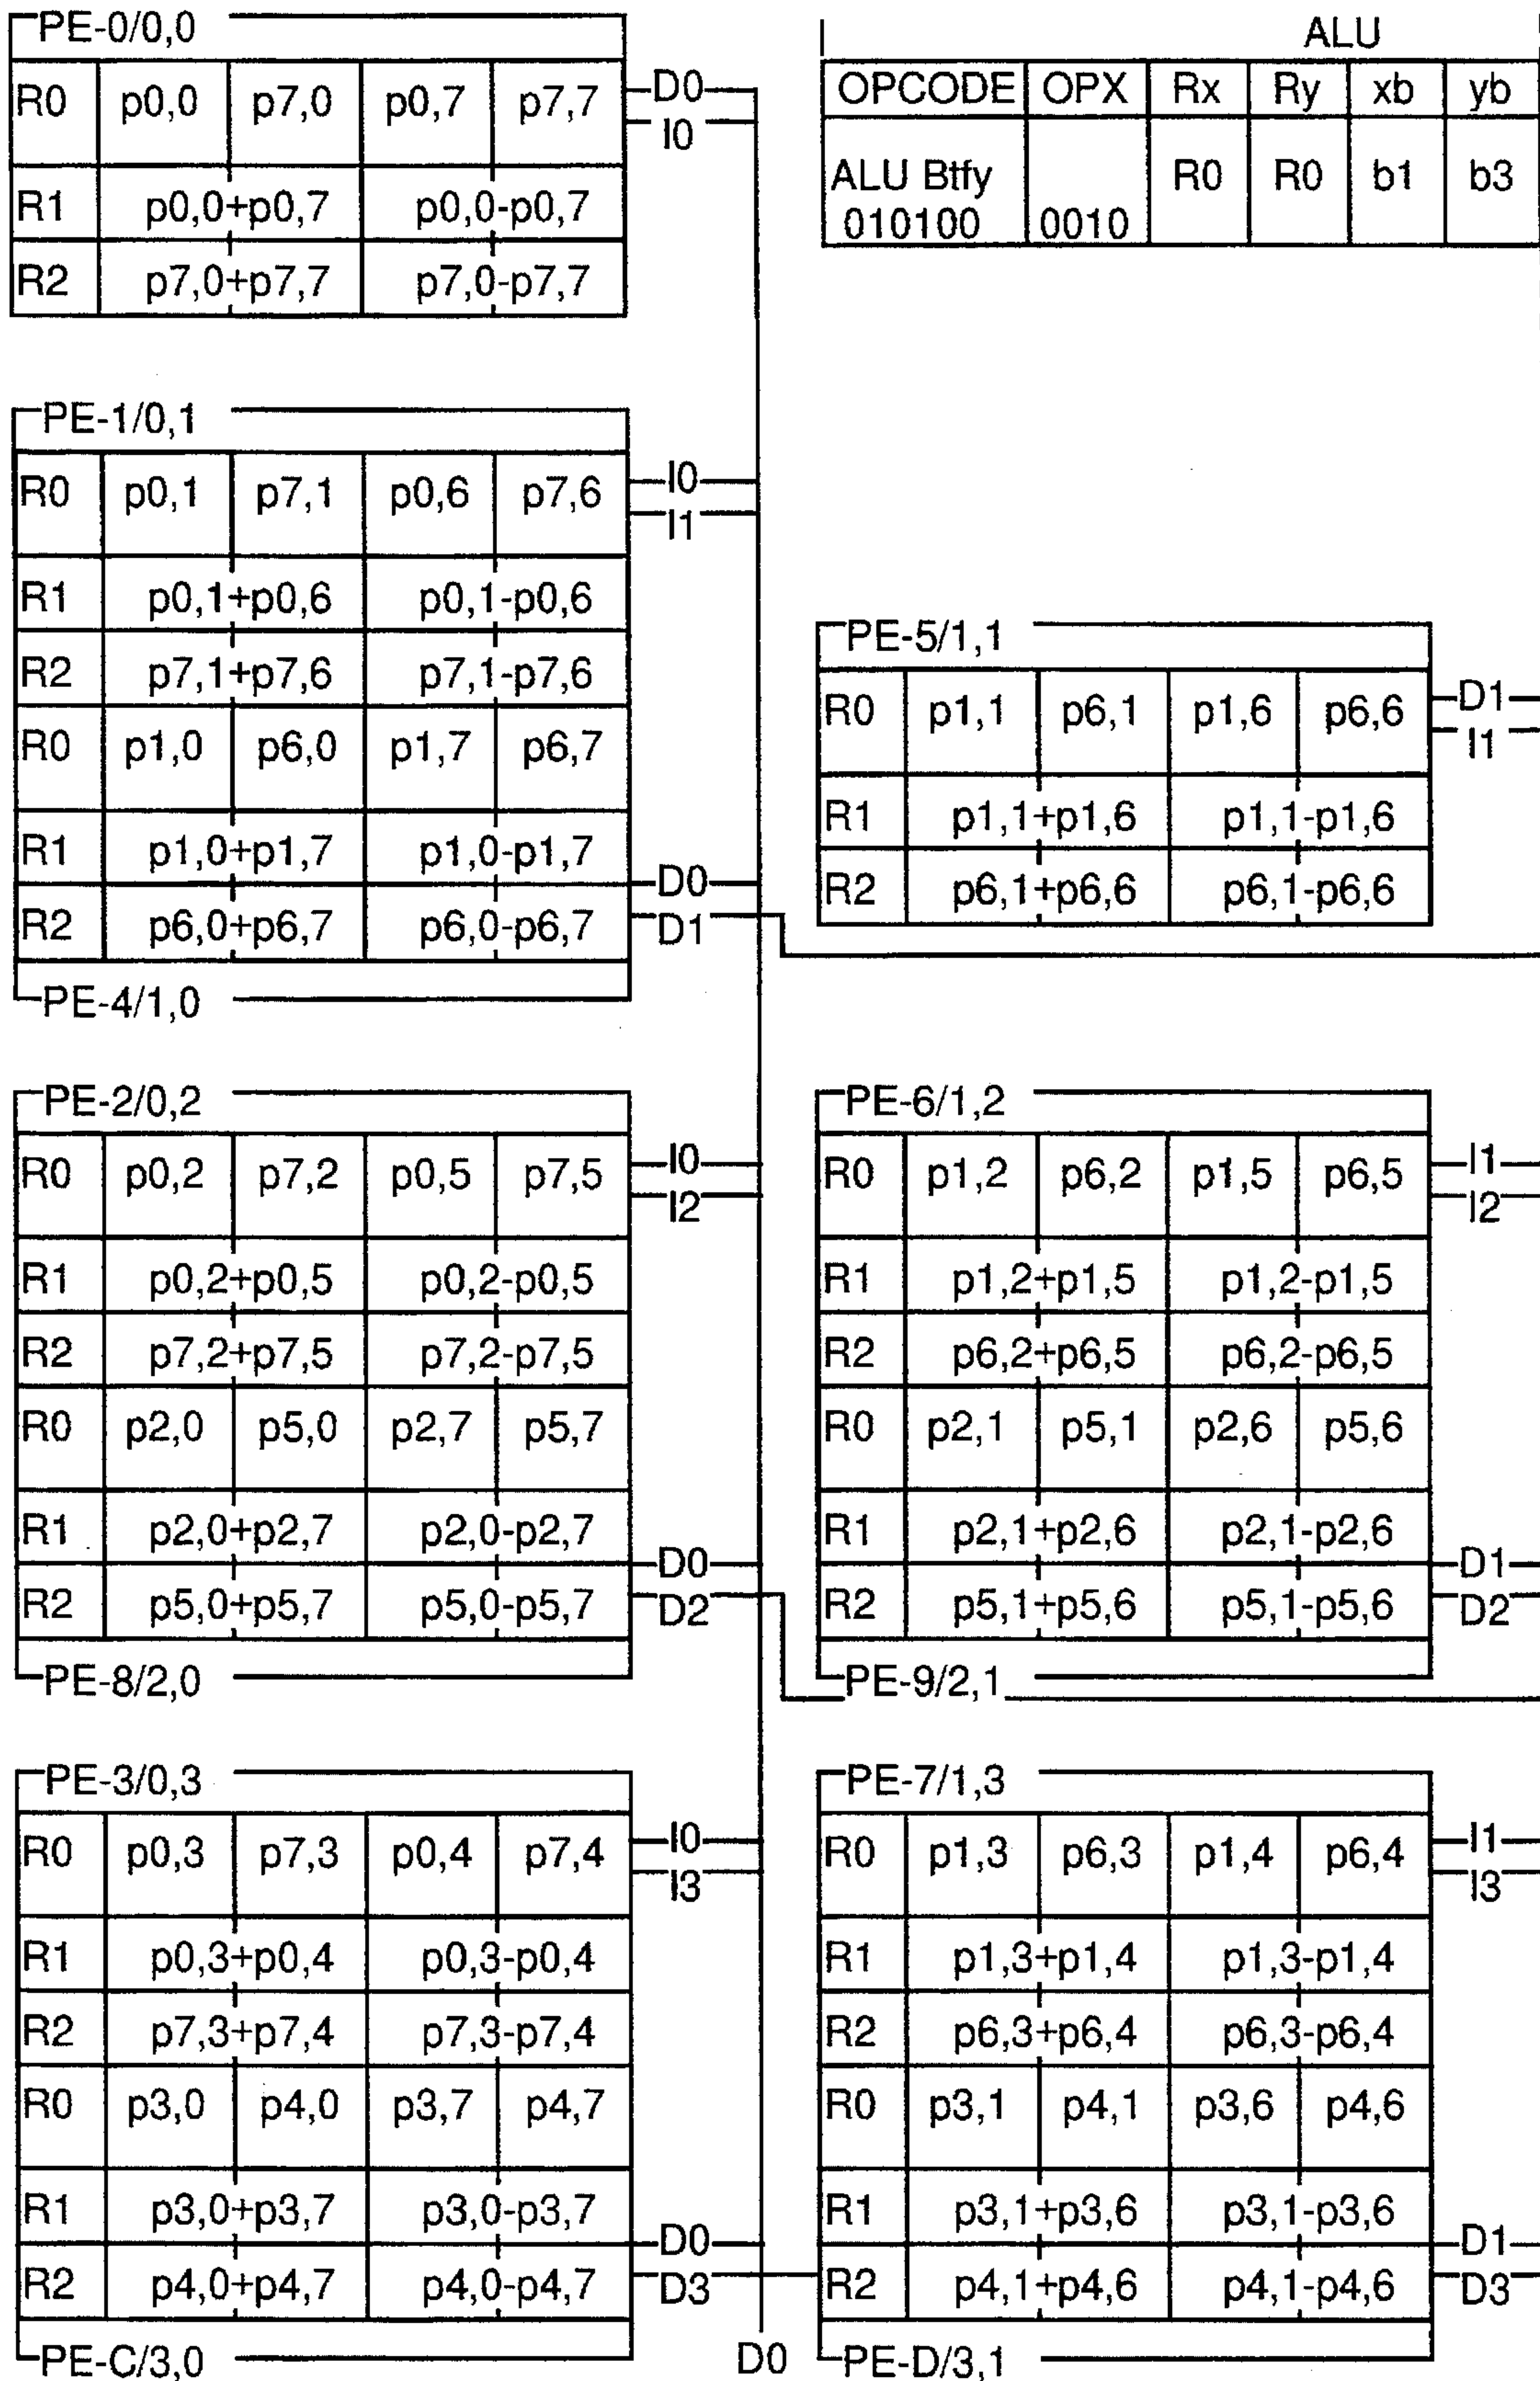 PE-0/0,0
R0 p0,0 p7,0 p0,7 p7,7
D0
I0
R1 p0,0+p0,7 p0,0-p0,7
R2 p7,0+p7,7 p7,0-p7,7
ALU
OPCODE OPX Rx Ry xb yb
ALU Btfy R0 R0 b1 b3
010100 0010
PE-1/0,1
R0 p0,1 p7,1 p0,6 p7,6
I0
I1
R1 p0,1+p0,6 p0,1-p0,6
R2 p7,1+p7,6 p7,1-p7,6
R0 p1,0 p6,0 p1,7 p6,7
R1 p1,0+p1,7 p1,0-p1,7
D0
R2 p6,0+p6,7 p6,0-p6,7
D1
PE-4/1,0
PE-5/1,1
R0 p1,1 p6,1 p1,6 p6,6
D1
I1
R1 p1,1+p1,6 p1,1-p1,6
R2 p6,1+p6,6 p6,1-p6,6
PE-2/0,2
R0 p0,2 p7,2 p0,5 p7,5
I0
I2
R1 p0,2+p0,5 p0,2-p0,5
R2 p7,2+p7,5 p7,2-p7,5
R0 p2,0 p5,0 p2,7 p5,7
R1 p2,0+p2,7 p2,0-p2,7
D0
R2 p5,0+p5,7 p5,0-p5,7
D2
PE-8/2,0
PE-6/1,2
R0 p1,2 p6,2 p1,5 p6,5
I1
I2
R1 p1,2+p1,5 p1,2-p1,5
R2 p6,2+p6,5 p6,2-p6,5
R0 p2,1 p5,1 p2,6 p5,6
R1 p2,1+p2,6 p2,1-p2,6
D1
R2 p5,1+p5,6 p5,1-p5,6
D2
PE-9/2,1
PE-3/0,3
R0 p0,3 p7,3 p0,4 p7,4
I0
I3
R1 p0,3+p0,4 p0,3-p0,4
R2 p7,3+p7,4 p7,3-p7,4
R0 p3,0 p4,0 p3,7 p4,7
R1 p3,0+p3,7 p3,0-p3,7
D0
R2 p4,0+p4,7 p4,0-p4,7
D3
PE-C/3,0
D0
PE-7/1,3
R0 p1,3 p6,3 p1,4 p6,4
I1
I3
R1 p1,3+p1,4 p1,3-p1,4
R2 p6,3+p6,4 p6,3-p6,4
R0 p3,1 p4,1 p3,6 p4,6
R1 p3,1+p3,6 p3,1-p3,6
D1
R2 p4,1+p4,6 p4,1-p4,6
D3
PE-D/3,1